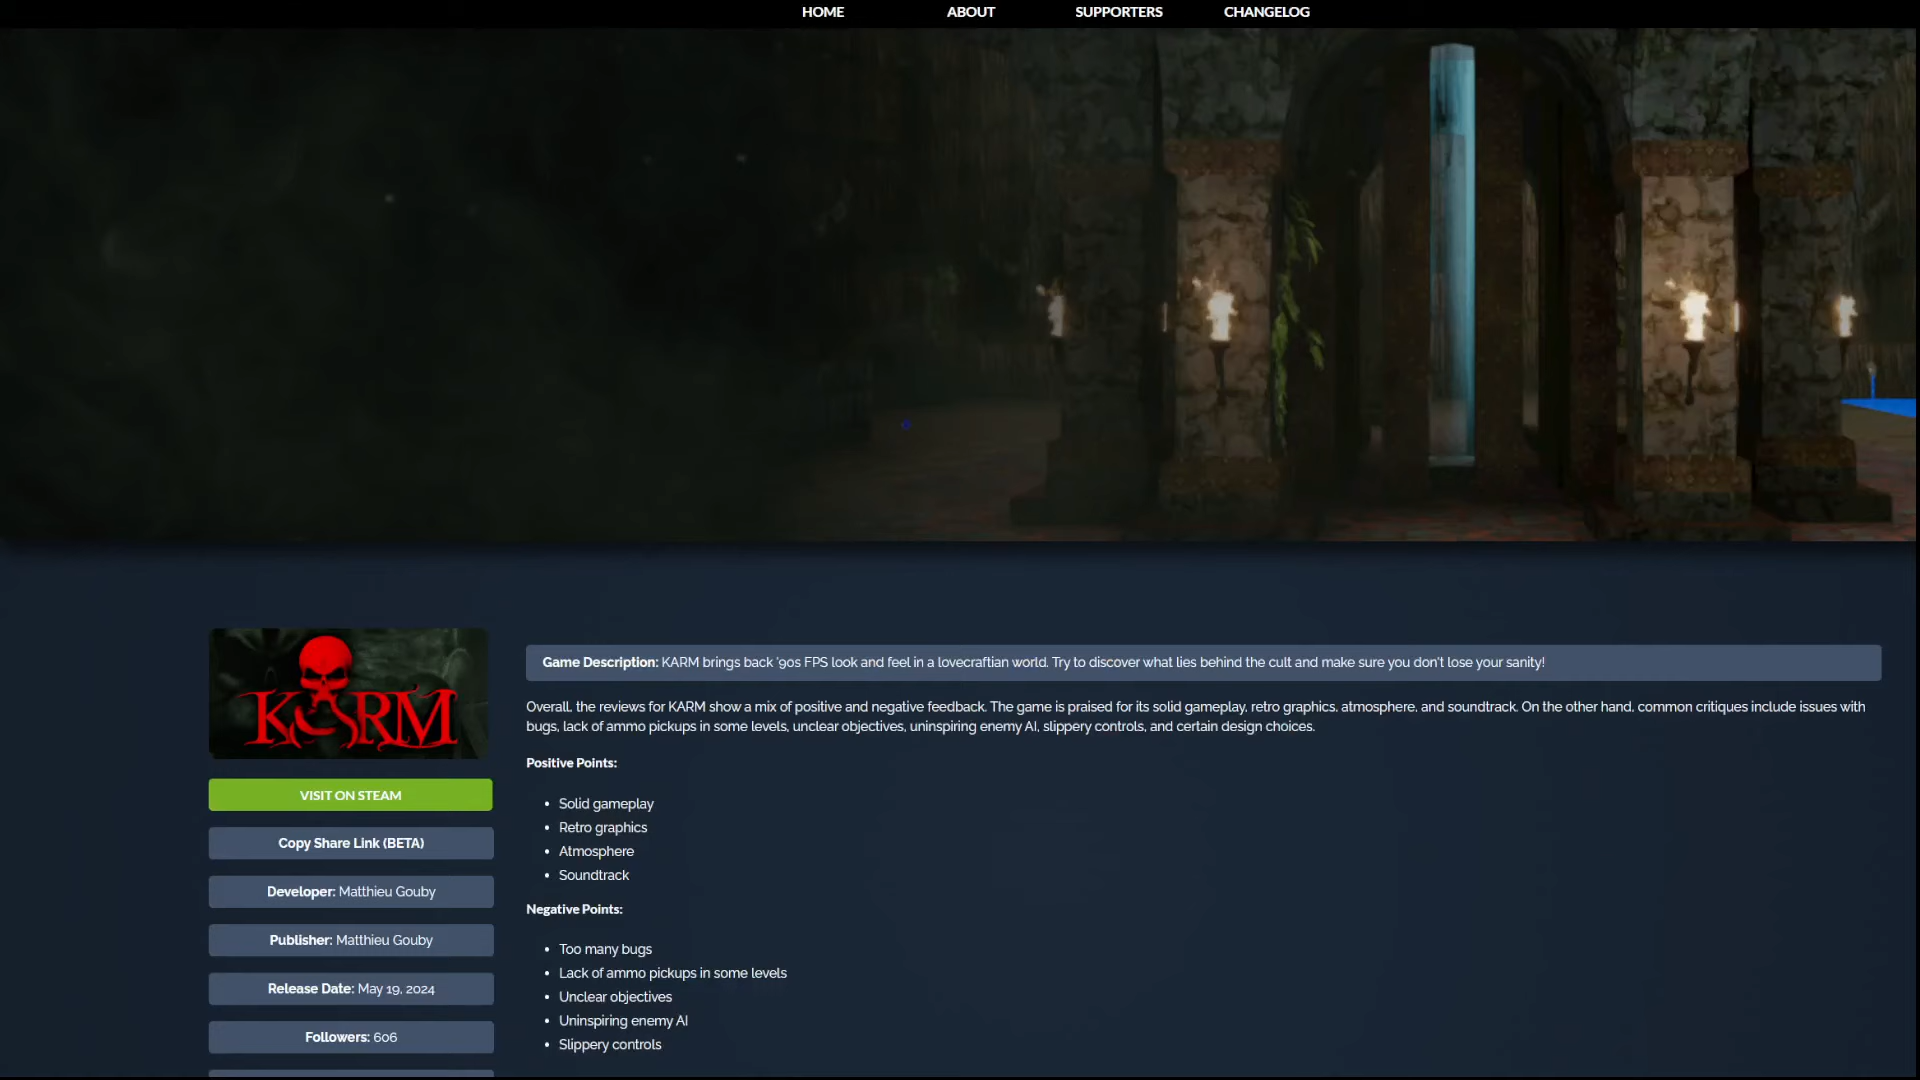 HOME ABOUT SUPPORTERS CHANGELOG
KARM
VISIT ON STEAM
Copy Share Link (BETA)
Developer: Matthieu Gouby
Publisher: Matthieu Gouby
Release Date: May 19, 2024
Followers: 606
Game Description: KARM brings back '90s FPS look and feel in a lovecraftian world. Try to discover what lies behind the cult and make sure you don't lose your sanity!
Overall, the reviews for KARM show a mix of positive and negative feedback. The game is praised for its solid gameplay, retro graphics, atmosphere, and soundtrack. On the other hand, common critiques include issues with
bugs, lack of ammo pickups in some levels, unclear objectives, uninspiring enemy AI, slippery controls, and certain design choices.
Positive Points:
• Solid gameplay
• Retro graphics
• Atmosphere
• Soundtrack
Negative Points:
• Too many bugs
• Lack of ammo pickups in some levels
• Unclear objectives
• Uninspiring enemy AI
• Slippery controls